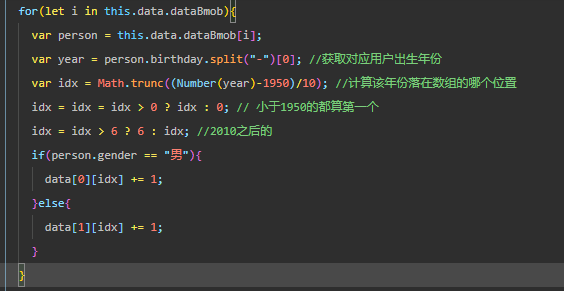 for(let i in this.data.dataBmob){
var person = this.data.dataBmob[i];
var year = person.birthday.split("-")[0]; //获取对应用户出生年份
var idx = Math.trunc((Number(year)-1950)/10); //计算该年份落在数组的哪个位置
idx = idx = idx > 0 ? idx : 0; // 小于1950的都算第一个
idx = idx > 6 ? 6 : idx; //2010之后的
if(person.gender == "男"){
data[0][idx] += 1;
}else{
data[1][idx] += 1;
}
}